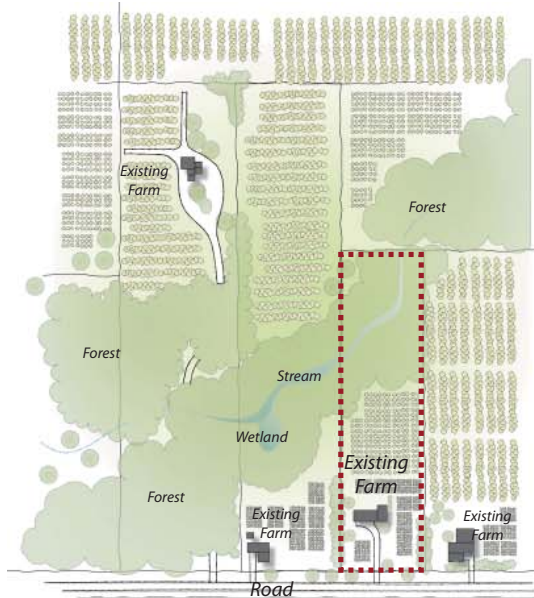 Existing
Farm
Forest
Forest
Stream
Wetland
Existing
Farm
Forest
Existing
Farm
Existing
Farm
Road